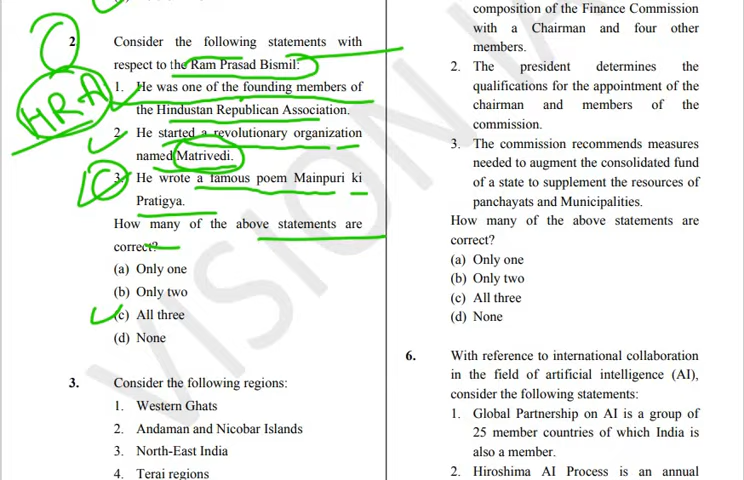 2.
Consider the following statements with
respect to the Ram Prasad Bismil:
1. He was one of the founding members of
the Hindustan Republican Association.
HRA
2. He started a revolutionary organization
named Matrivedi.
3. He wrote a famous poem Mainpuri ki
Pratigya.
How many of the above statements are
correct?
(a) Only one
(b) Only two
(c) All three
(d) None
3. Consider the following regions:
1. Western Ghats
2. Andaman and Nicobar Islands
3. North-East India
4. Terai regions
composition of the Finance Commission
with a Chairman and four other
members.
2. The president determines the
qualifications for the appointment of the
chairman and members of the
commission.
3. The commission recommends measures
needed to augment the consolidated fund
of a state to supplement the resources of
panchayats and Municipalities.
How many of the above statements are
correct?
(a) Only one
(b) Only two
(c) All three
(d) None
6. With reference to international collaboration
in the field of artificial intelligence (AI),
consider the following statements:
1. Global Partnership on AI is a group of
25 member countries of which India is
also a member.
2. Hiroshima AI Process is an annual
VISION IA